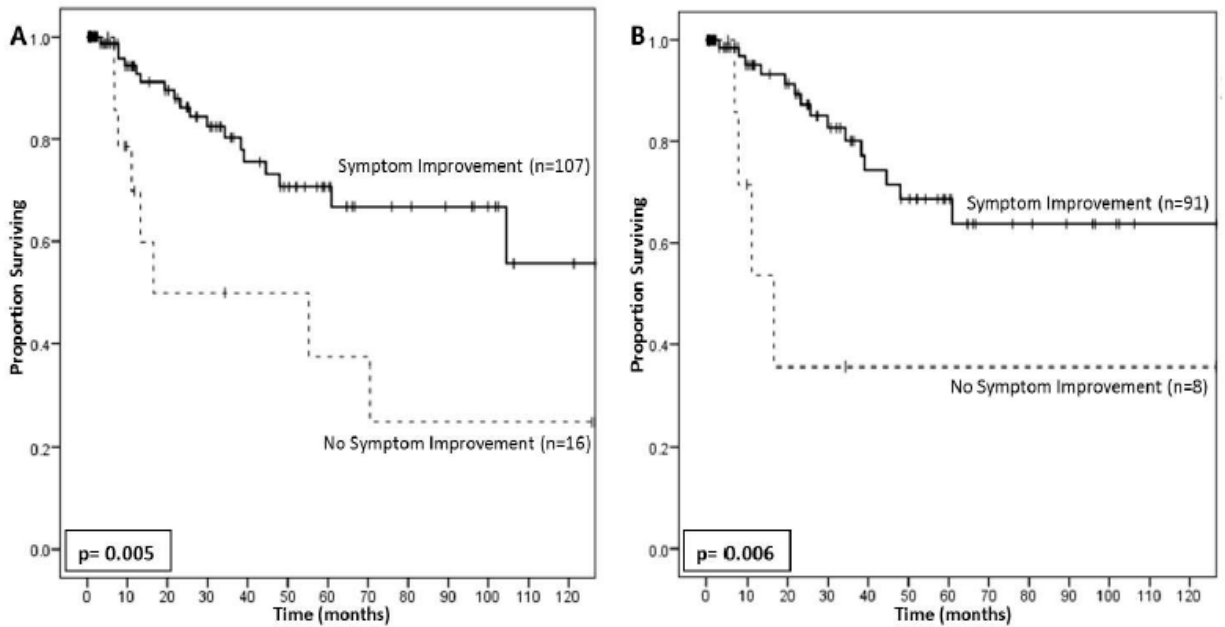 A
Proportion Surviving
1.0
0.8
0.6
0.4
0.2
0.0
Symptom Improvement (n=107)
No Symptom Improvement (n=16)
p= 0.005
0 10 20 30 40 50 60 70 80 90 100 110 120
Time (months)
B
Proportion Surviving
1.0
0.8
0.6
0.4
0.2
0.0
Symptom Improvement (n=91)
No Symptom Improvement (n=8)
p= 0.006
0 10 20 30 40 50 60 70 80 90 100 110 120
Time (months)